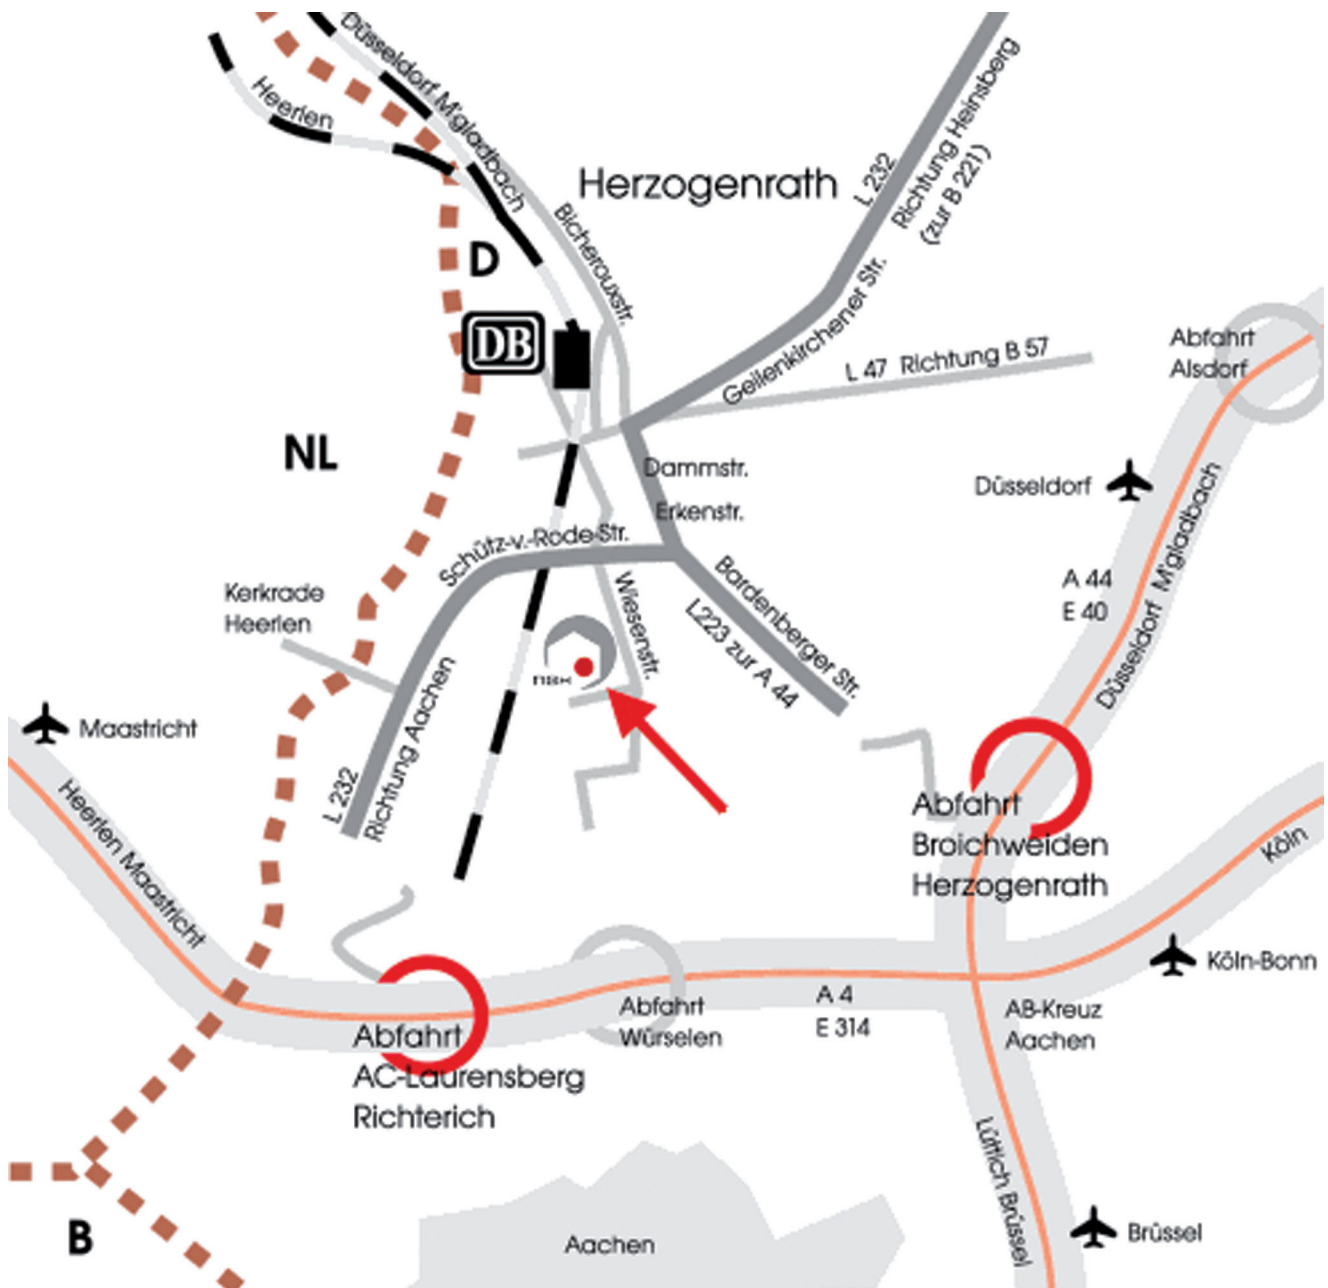 Düsseldorf M'gladbach
Heerlen
Herzogenrath
Bicherouxstr.
L 232
Richtung Heinsberg
(zur B 221)
D
DB
Geilenkirchener Str.
L 47 Richtung B 57
Abfahrt
Alsdorf
NL
Dammstr.
Erkenstr.
Düsseldorf
Schütz-v.-Rode-Str.
Bardenberger Str.
L223 zur A 44
Wiesenstr.
Kerkrade
Heerlen
A 44
E 40
Düsseldorf M'gladbach
Maastricht
L 232
Richtung Aachen
Heerlen Maastricht
Abfahrt
Broichweiden
Herzogenrath
Köln
Köln-Bonn
Abfahrt
Würselen
A 4
E 314
AB-Kreuz
Aachen
Abfahrt
AC-Laurensberg
Richterich
Lüttich Brüssel
B
Aachen
Brüssel